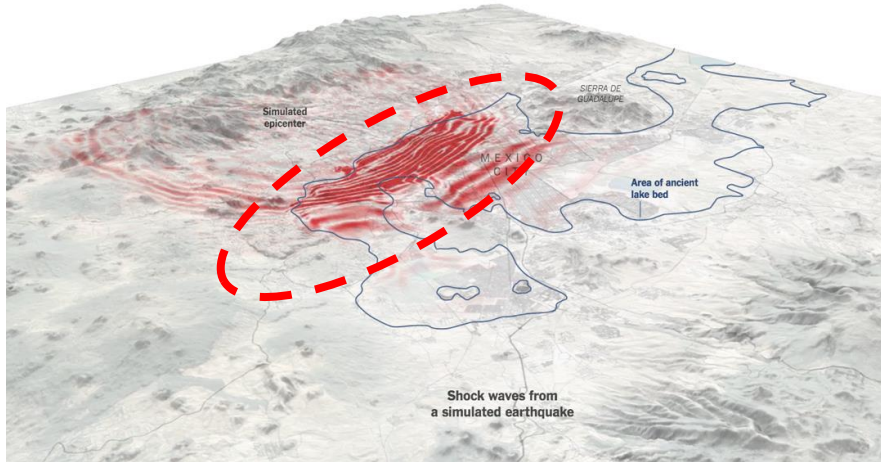 SIERRA DE
GUADALUPE
Simulated
epicenter
MEXICO
CITY
Area of ancient
lake bed
Shock waves from
a simulated earthquake